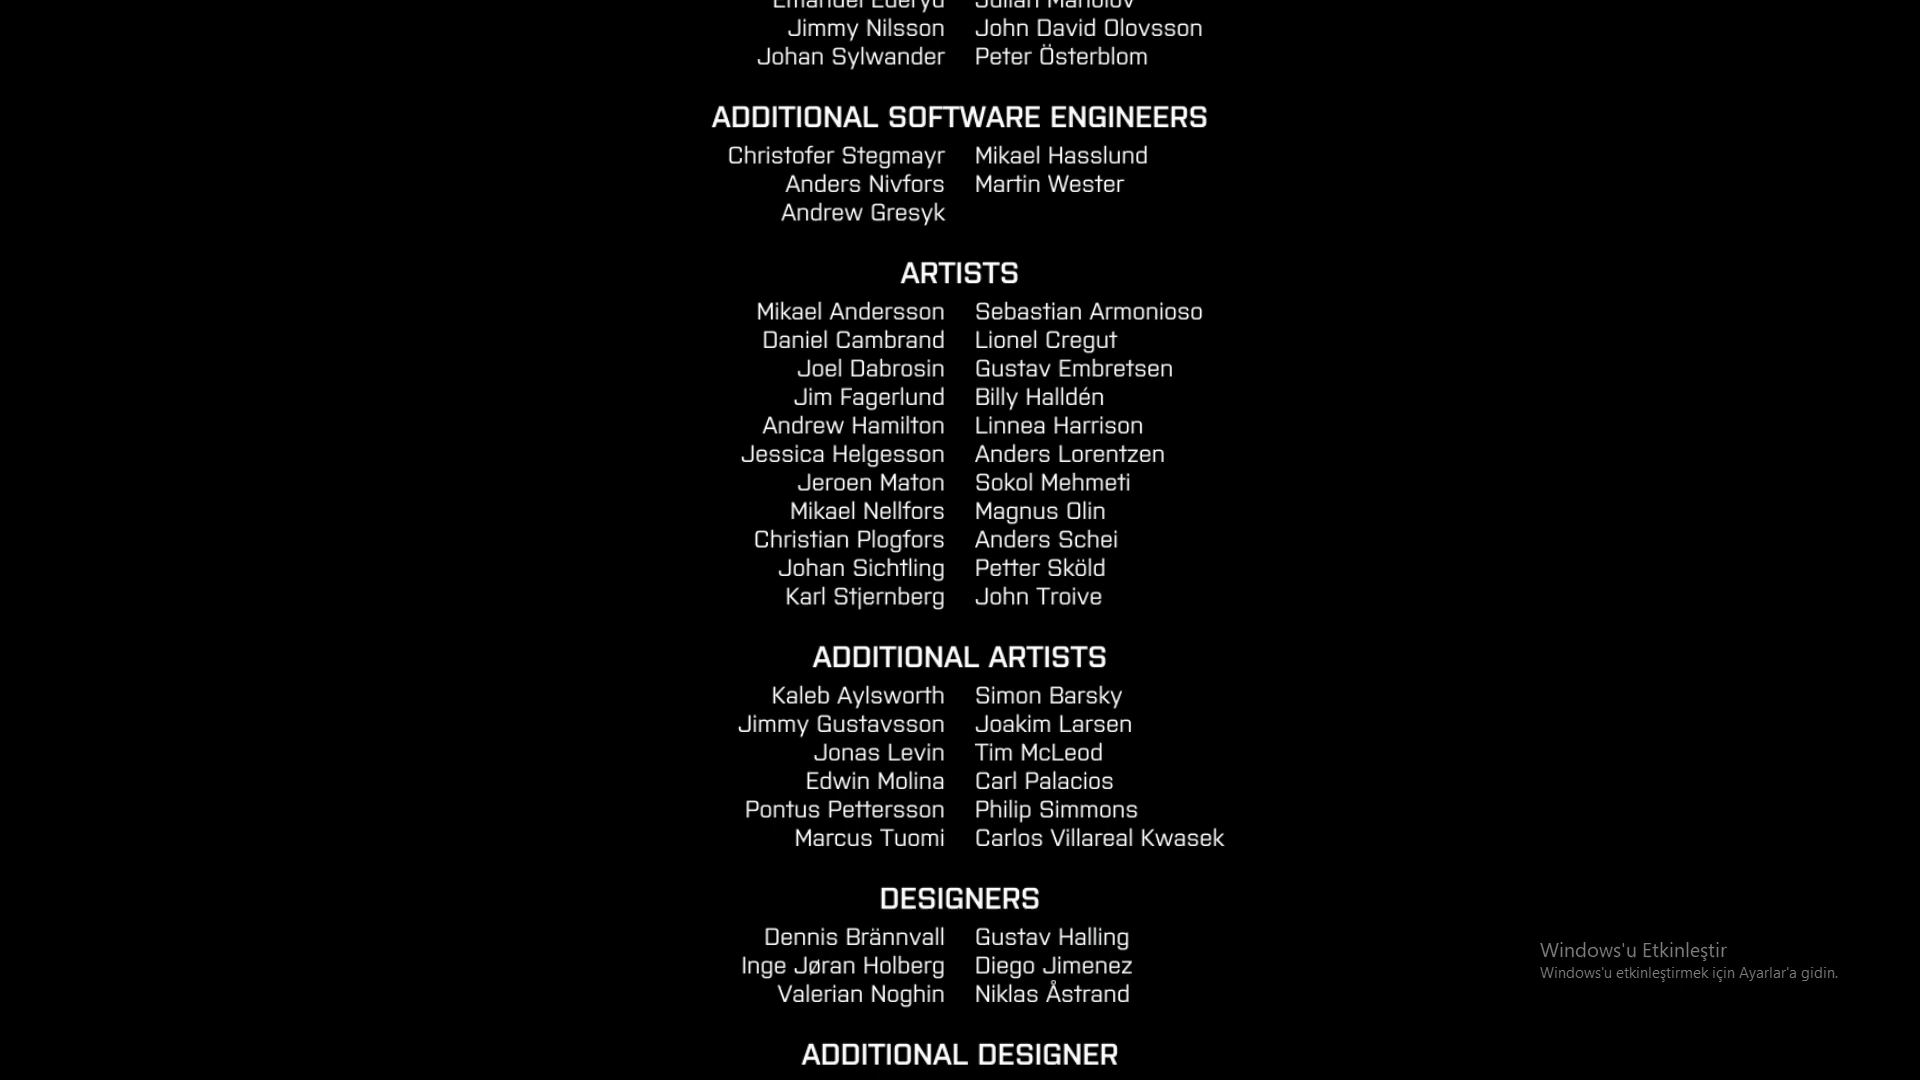 Emanuel Ederyd Julian Manolov
Jimmy Nilsson John David Olovsson
Johan Sylwander Peter Österblom
ADDITIONAL SOFTWARE ENGINEERS
Christofer Stegmayr Mikael Hasslund
Anders Nivfors Martin Wester
Andrew Gresyk
ARTISTS
Mikael Andersson Sebastian Armonioso
Daniel Cambrand Lionel Cregut
Joel Dabrosin Gustav Embretsen
Jim Fagerlund Billy Halldén
Andrew Hamilton Linnea Harrison
Jessica Helgesson Anders Lorentzen
Jeroen Maton Sokol Mehmeti
Mikael Nellfors Magnus Olin
Christian Plogfors Anders Schei
Johan Sichtling Petter Sköld
Karl Stjernberg John Troive
ADDITIONAL ARTISTS
Kaleb Aylsworth Simon Barsky
Jimmy Gustavsson Joakim Larsen
Jonas Levin Tim McLeod
Edwin Molina Carl Palacios
Pontus Pettersson Philip Simmons
Marcus Tuomi Carlos Villareal Kwasek
DESIGNERS
Dennis Brännvall Gustav Halling
Inge Jøran Holberg Diego Jimenez
Valerian Noghin Niklas Åstrand
ADDITIONAL DESIGNER
Windows'u Etkinleştir
Windows'u etkinleştirmek için Ayarlar'a gidin.